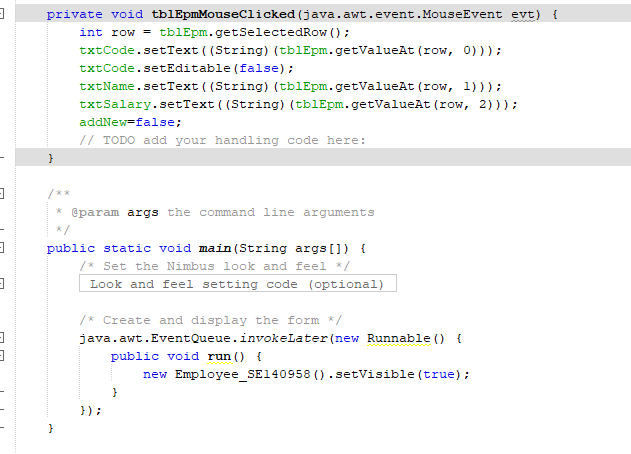 private void tblEpmMouseClicked(java.awt.event.MouseEvent evt) {
int row = tblEpm.getSelectedRow();
txtCode.setText((String)(tblEpm.getValueAt(row, 0)));
txtCode.setEditable(false);
txtName.setText((String)(tblEpm.getValueAt(row, 1)));
txtSalary.setText((String)(tblEpm.getValueAt(row, 2)));
addNew=false;
// TODO add your handling code here:
}
/**
* @param args the command line arguments
*/
public static void main(String args[]) {
/* Set the Nimbus look and feel */
Look and feel setting code (optional)
/* Create and display the form */
java.awt.EventQueue.invokeLater(new Runnable() {
public void run() {
new Employee_SE140958().setVisible(true);
}
});
}